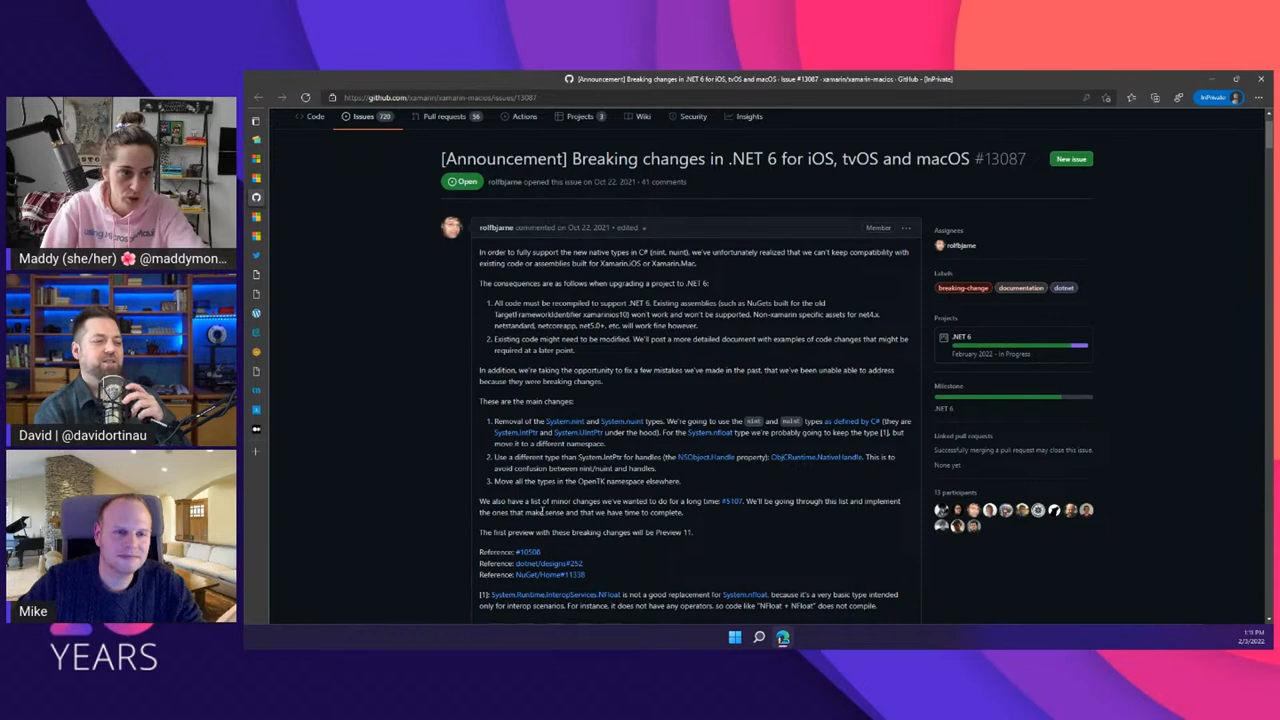 [Announcement] Breaking changes in .NET 6 for iOS, tvOS and macOS · Issue #13087 · xamarin/xamarin-macios · GitHub - [InPrivate]
https://github.com/xamarin/xamarin-macios/issues/13087
InPrivate
Code
Issues 720
Pull requests 56
Actions
Projects 3
Wiki
Security
Insights
[Announcement] Breaking changes in .NET 6 for iOS, tvOS and macOS #13087
New issue
Open
rolfbjarne opened this issue on Oct 22, 2021 · 41 comments
rolfbjarne commented on Oct 22, 2021 • edited
Member
In order to fully support the new native types in C# (nint, nuint), we've unfortunately realized that we can't keep compatibility with
existing code or assemblies built for Xamarin.iOS or Xamarin.Mac.
The consequences are as follows when upgrading a project to .NET 6:
1. All code must be recompiled to support .NET 6. Existing assemblies (such as NuGets built for the old
TargetFrameworkIdentifier xamarinios10) won't work and won't be supported. Non-xamarin specific assets for net4.x,
netstandard, netcoreapp, net5.0+, etc. will work fine however.
2. Existing code might need to be modified. We'll post a more detailed document with examples of code changes that might be
required at a later point.
In addition, we're taking the opportunity to fix a few mistakes we've made in the past, that we've been unable to address
because they were breaking changes.
These are the main changes:
1. Removal of the System.nint and System.nuint types. We're going to use the nint and nuint types as defined by C# (they are
System.IntPtr and System.UIntPtr under the hood). For the System.nfloat type we're probably going to keep the type [1], but
move it to a different namespace.
2. Use a different type than System.IntPtr for handles (the NSObject.Handle property): ObjCRuntime.NativeHandle. This is to
avoid confusion between nint/nuint and handles.
3. Move all the types in the OpenTK namespace elsewhere.
We also have a list of minor changes we've wanted to do for a long time: #5107. We'll be going through this list and implement
the ones that make sense and that we have time to complete.
The first preview with these breaking changes will be Preview 11.
Reference: #10508
Reference: dotnet/designs#252
Reference: NuGet/Home#11338
[1]: System.Runtime.InteropServices.NFloat is not a good replacement for System.nfloat, because it's a very basic type intended
only for interop scenarios. For instance, it does not have any operators, so code like "NFloat + NFloat" does not compile.
Assignees
rolfbjarne
Labels
breaking-change
documentation
dotnet
Projects
.NET 6
February 2022 - In Progress
Milestone
.NET 6
Linked pull requests
Successfully merging a pull request may close this issue.
None yet
13 participants
1:11 PM
2/3/2022
Maddy (she/her) 🌸 @maddymon...
David | @davidortinau
Mike
YEARS